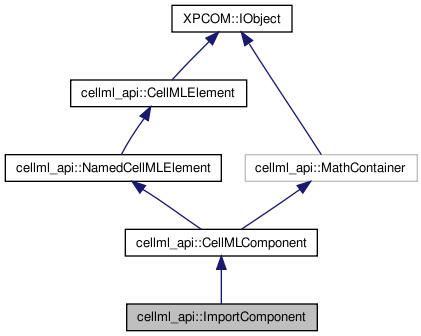 XPCOM::IObject
cellml_api::CellMLElement
cellml_api::NamedCellMLElement
cellml_api::MathContainer
cellml_api::CellMLComponent
cellml_api::ImportComponent